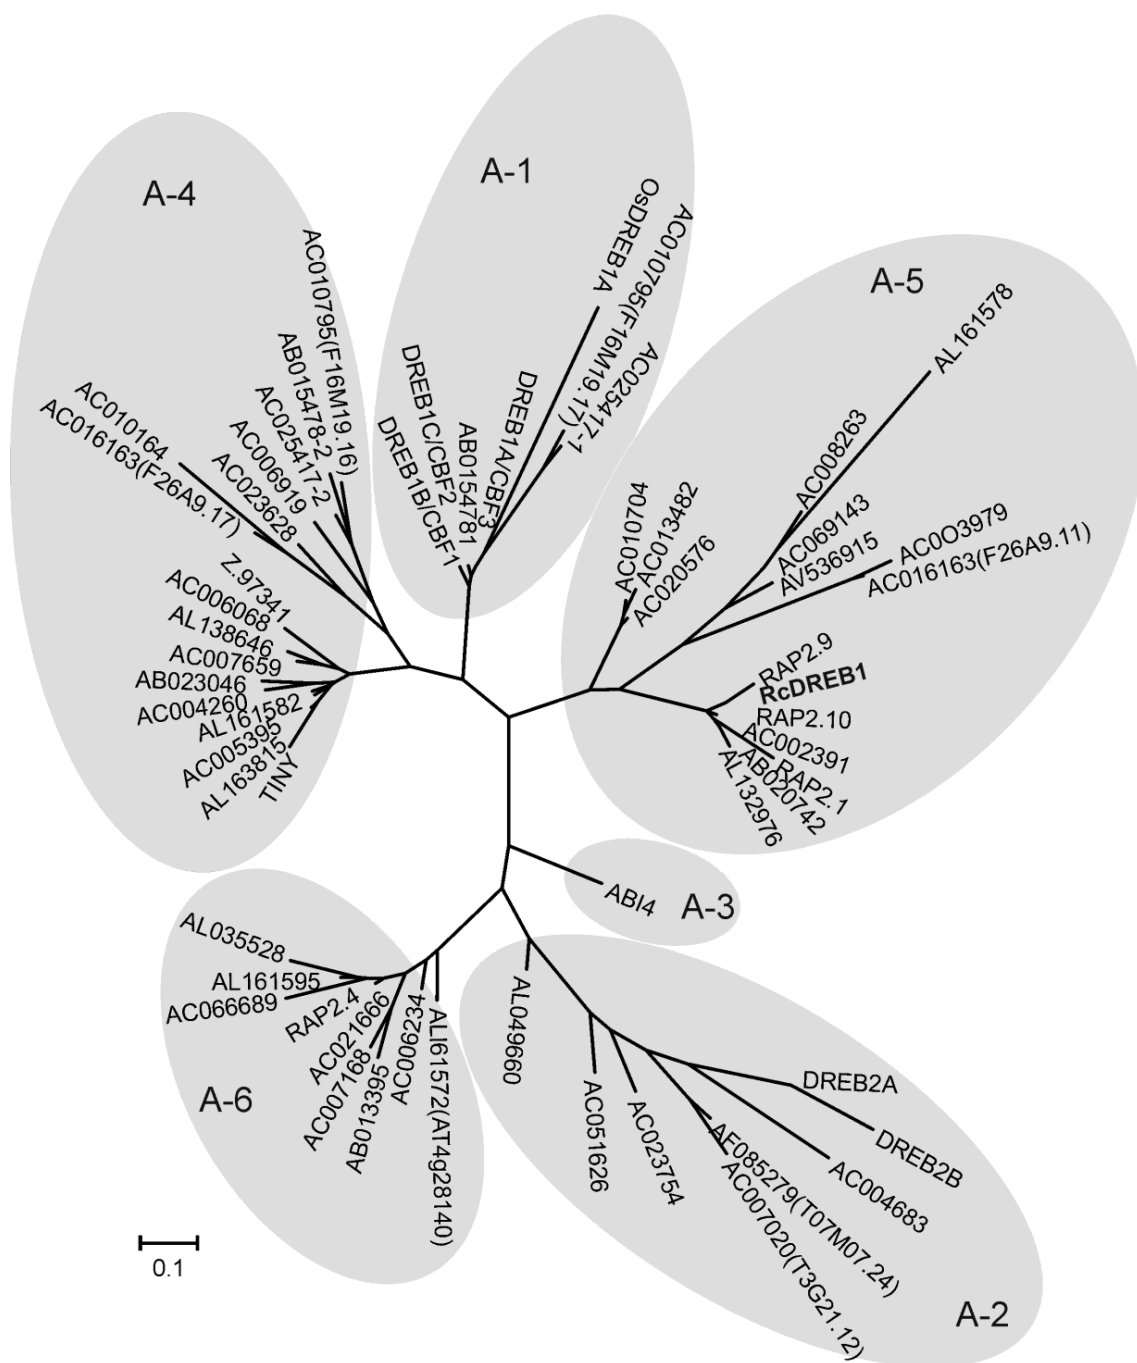 A-1
A-4
OsDREB1A
AC010795(F16M19.17)
AC025417-1
DREB1A/CBF3
AB0154781
DREB1C/CBF2
DREB1B/CBF1
AC010795(F16M19.16)
AB015478-2
AC025417-2
AC006919
AC023628
AC010164
AC016163(F26A9.17)
Z.97341
AC006068
AL138646
AC007659
AB023046
AC004260
AL161582
AC005395
AL163815
TINY
A-5
AL161578
AC008263
AC069143
AV536915
AC0O3979
AC016163(F26A9.11)
AC010704
AC013482
AC020576
RAP2.9
RcDREB1
RAP2.10
AC002391
RAP2.1
AB020742
AL132976
ABI4
A-3
AL035528
AL161595
AC066689
RAP2.4
AC021666
AC007168
AB013395
AC006234
ALI61572(AT4g28140)
A-6
AL049660
AC051626
AC023754
DREB2A
DREB2B
AC004683
AF085279(T07M07.24)
AC007020(T3G21.12)
A-2
0.1